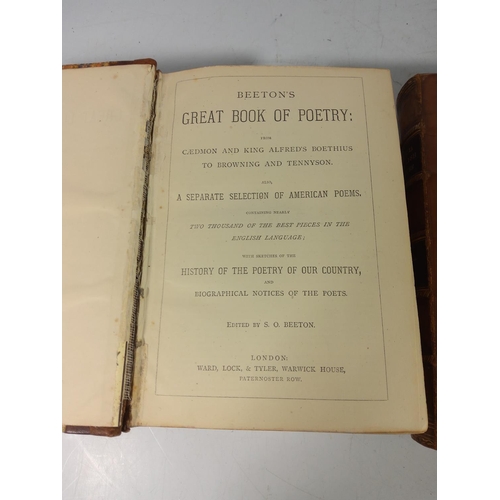 BEETON'S
GREAT BOOK OF POETRY:
FROM
CÆDMON AND KING ALFRED'S BOETHIUS
TO BROWNING AND TENNYSON.
WITH
A SEPARATE SELECTION OF AMERICAN POEMS.
CONTAINING NEARLY
TWO THOUSAND OF THE BEST PIECES IN THE
ENGLISH LANGUAGE;
WITH SKETCHES OF THE
HISTORY OF THE POETRY OF OUR COUNTRY,
AND
BIOGRAPHICAL NOTICES OF THE POETS.
EDITED BY S. O. BEETON.
LONDON:
WARD, LOCK, & TYLER, WARWICK HOUSE,
PATERNOSTER ROW.